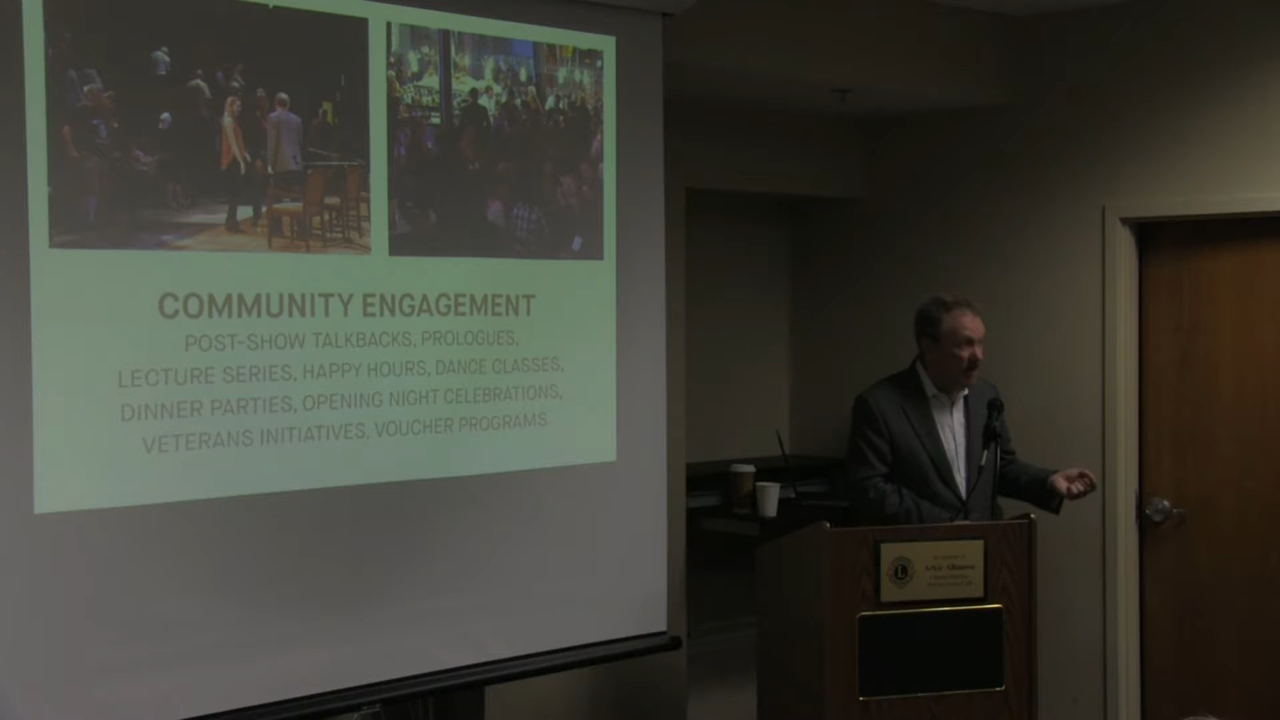 COMMUNITY ENGAGEMENT
POST-SHOW TALKBACKS, PROLOGUES,
LECTURE SERIES, HAPPY HOURS, DANCE CLASSES,
DINNER PARTIES, OPENING NIGHT CELEBRATIONS,
VETERANS INITIATIVES, VOUCHER PROGRAMS
L